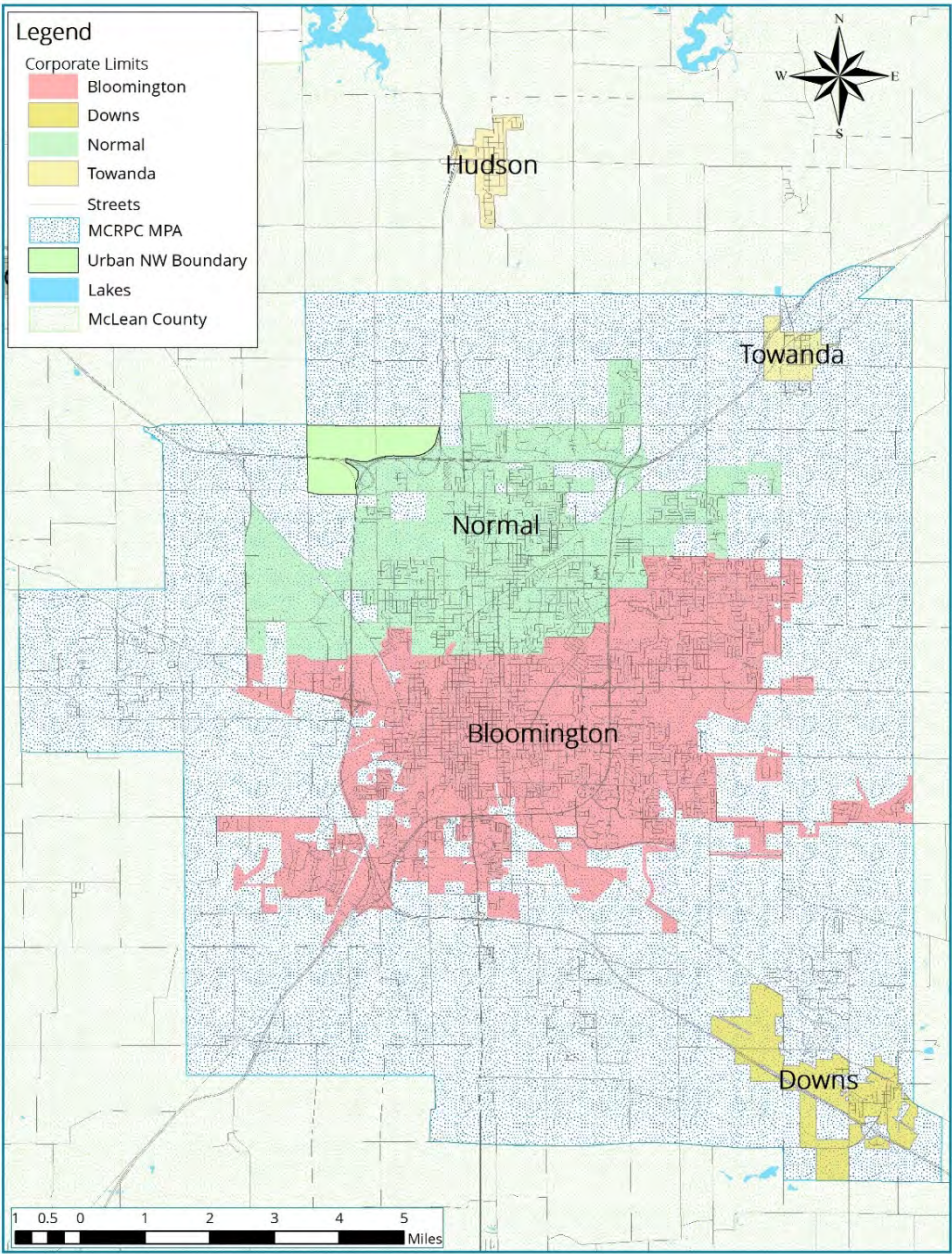 Legend
Corporate Limits
Bloomington
Downs
Normal
Towanda
Streets
MCRPC MPA
Urban NW Boundary
Lakes
McLean County
N
W
E
S
Hudson
Towanda
Normal
Bloomington
Downs
1 0.5 0 1 2 3 4 5
Miles